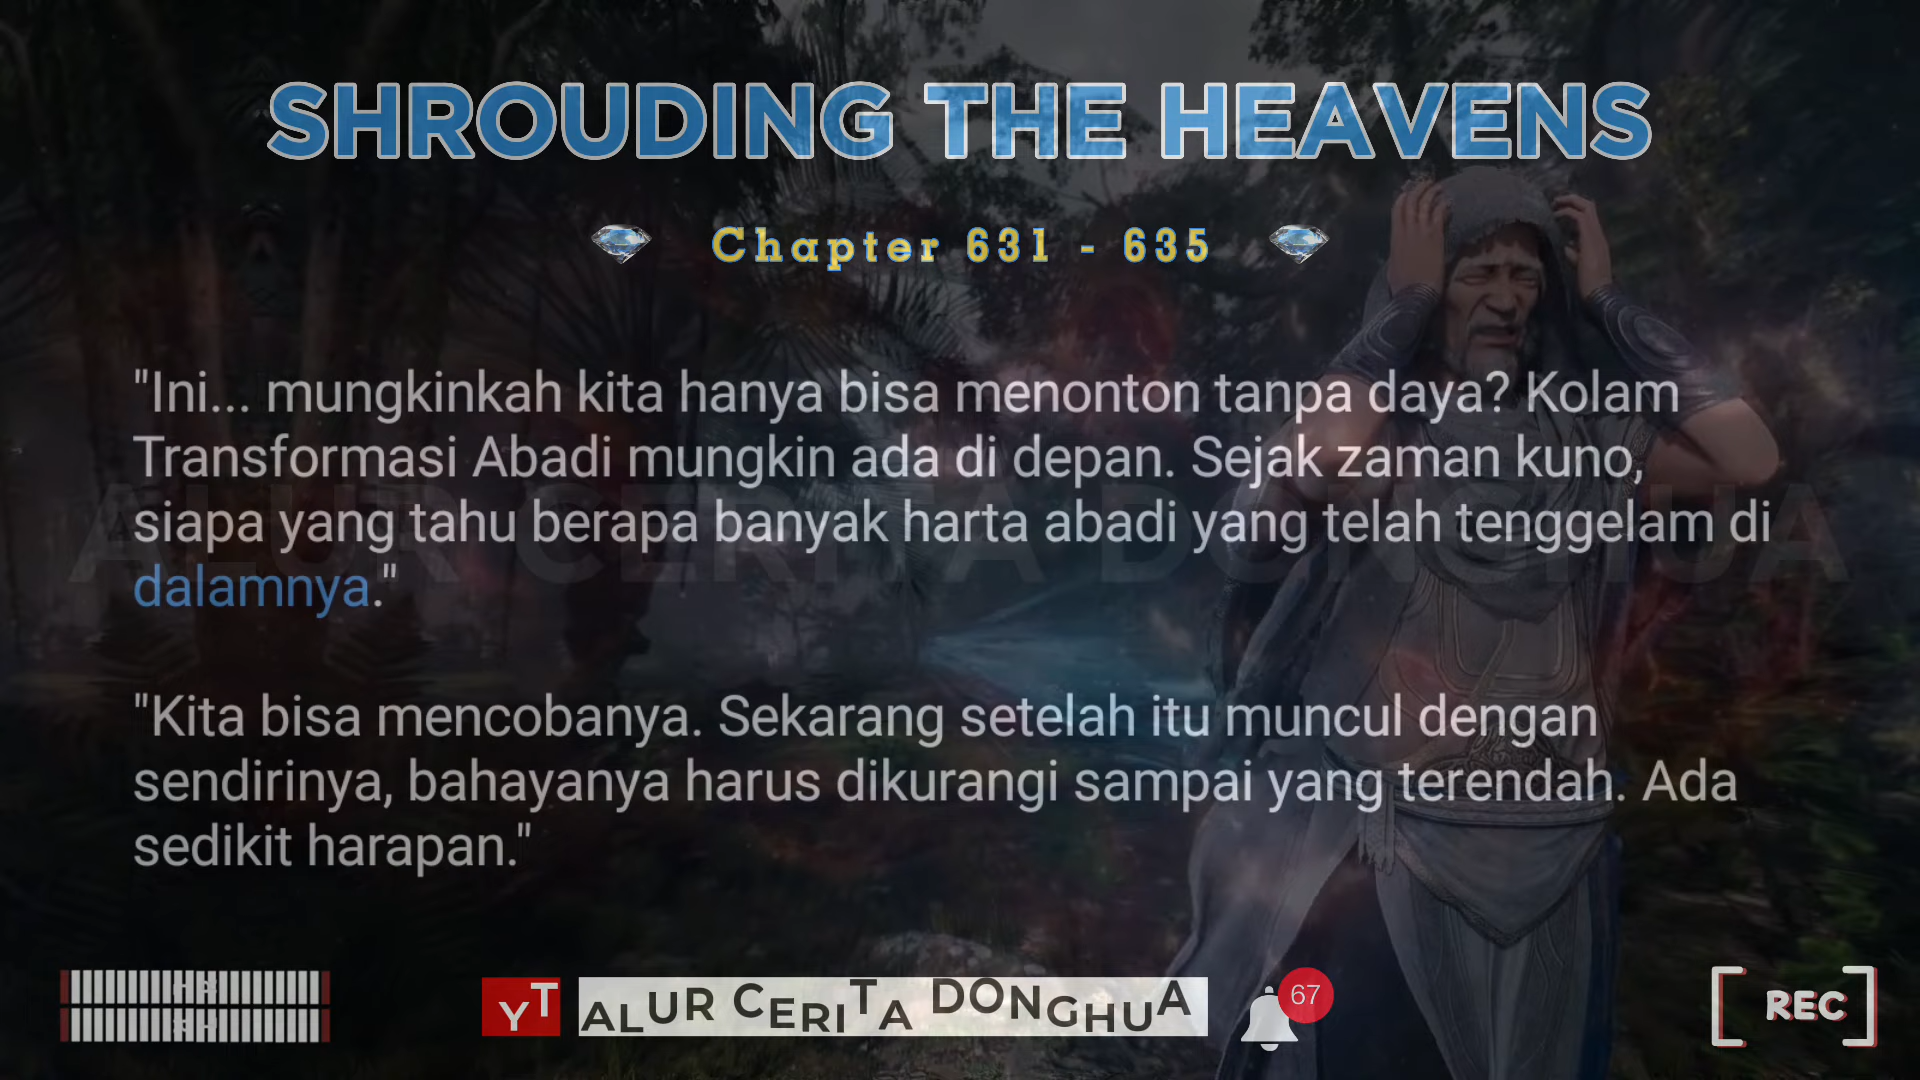 SHROUDING THE HEAVENS
Chapter 631 - 635
"Ini... mungkinkah kita hanya bisa menonton tanpa daya? Kolam
Transformasi Abadi mungkin ada di depan. Sejak zaman kuno,
siapa yang tahu berapa banyak harta abadi yang telah tenggelam di
dalamnya."
ALUR CERITA DONGHUA
"Kita bisa mencobanya. Sekarang setelah itu muncul dengan
sendirinya, bahayanya harus dikurangi sampai yang terendah. Ada
sedikit harapan."
YT ALUR CERITA DONGHUA
67
REC